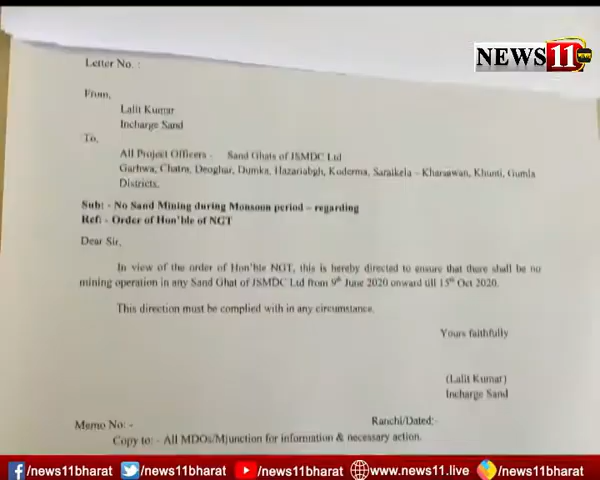 NEWS 11
Letter No. :
From,
Lalit Kumar
Incharge Sand
To,
All Project Officers - Sand Ghats of JSMDC Ltd
Garhwa, Chatra, Deoghar, Dumka, Hazariabgh, Koderma, Saraikela – Kharsawan, Khunti, Gumla
Districts.
Sub: - No Sand Mining during Monsoon period – regarding
Ref: - Order of Hon'ble of NGT
Dear Sir,
In view of the order of Hon'ble NGT, this is hereby directed to ensure that there shall be no
mining operation in any Sand Ghat of JSMDC Ltd from 9th June 2020 onward till 15th Oct 2020.
This direction must be complied with in any circumstance.
Yours faithfully
(Lalit Kumar)
Incharge Sand
Ranchi/Dated:-
Memo No: -
Copy to: - All MDOs/Mjunction for information & necessary action.
/news11bharat /news11bharat /news11bharat www.news11.live /news11bharat